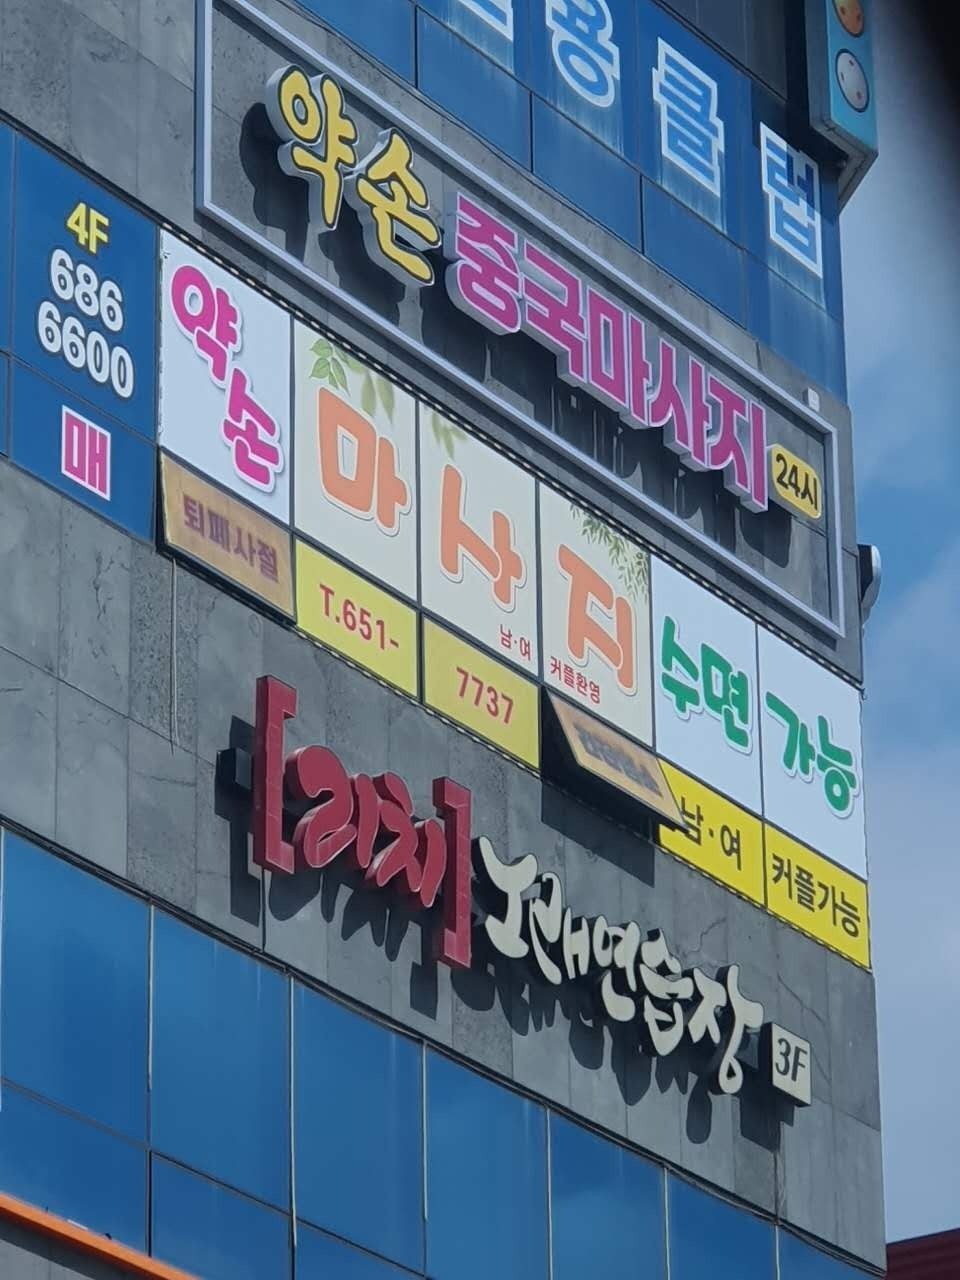 용클럽
약손 중국마사지 24시
4F
686
6600
매
약손 마사지 수면 가능
남·여
커플환영
퇴폐사절
T.651-
7737
남·여
커플가능
[리치] 노래연습장 3F